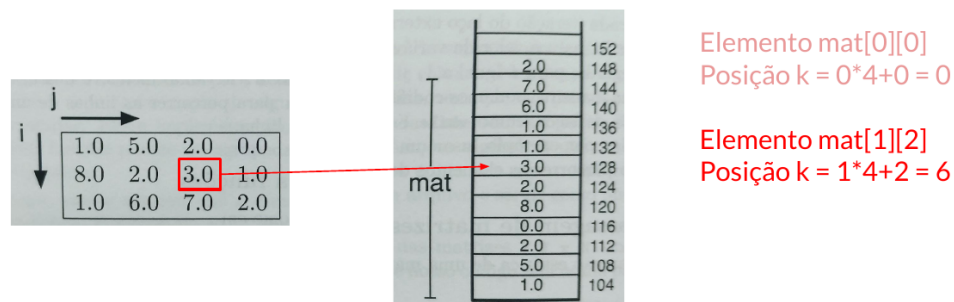 j
i
1.0 5.0 2.0 0.0
8.0 2.0 3.0 1.0
1.0 6.0 7.0 2.0
mat
152
2.0 148
7.0 144
6.0 140
1.0 136
1.0 132
3.0 128
2.0 124
8.0 120
0.0 116
2.0 112
5.0 108
1.0 104
Elemento mat[0][0]
Posição k = 0*4+0 = 0
Elemento mat[1][2]
Posição k = 1*4+2 = 6